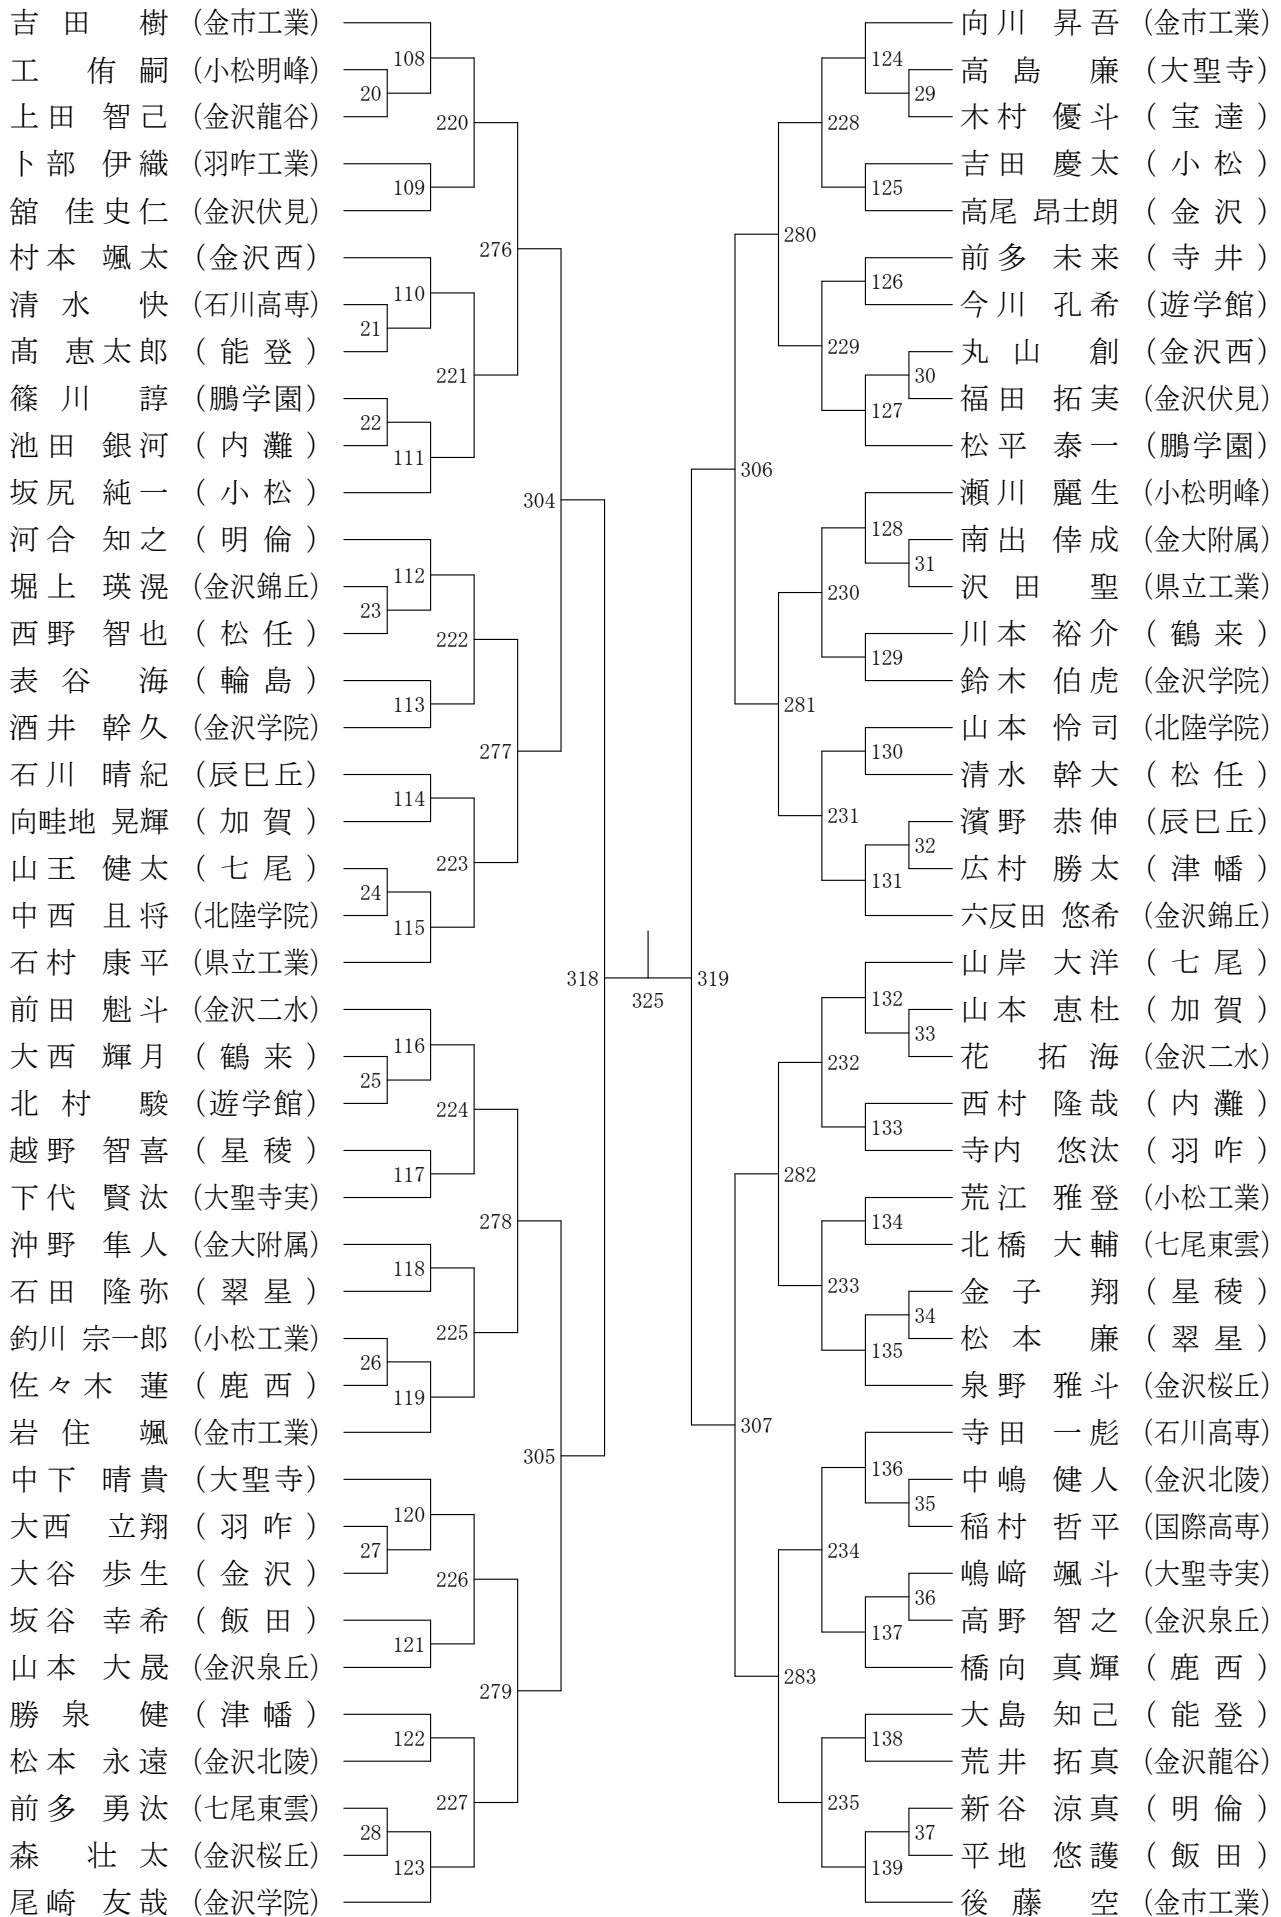 吉田 樹 (金市工業)
工 侑嗣 (小松明峰)
上田 智己 (金沢龍谷)
卜部 伊織 (羽咋工業)
舘 佳史仁 (金沢伏見)
村本 颯太 (金沢西)
清水 快 (石川高専)
髙 恵太郎 (能登)
篠川 諄 (鵬学園)
池田 銀河 (内灘)
坂尻 純一 (小松)
河合 知之 (明倫)
堀上 瑛滉 (金沢錦丘)
西野 智也 (松任)
表谷 海 (輪島)
酒井 幹久 (金沢学院)
石川 晴紀 (辰巳丘)
向畦地 晃輝 (加賀)
山王 健太 (七尾)
中西 且将 (北陸学院)
石村 康平 (県立工業)
前田 魁斗 (金沢二水)
大西 輝月 (鶴来)
北村 駿 (遊学館)
越野 智喜 (星稜)
下代 賢汰 (大聖寺実)
沖野 隼人 (金大附属)
石田 隆弥 (翠星)
釣川 宗一郎 (小松工業)
佐々木 蓮 (鹿西)
岩住 颯 (金市工業)
中下 晴貴 (大聖寺)
大西 立翔 (羽咋)
大谷 歩生 (金沢)
坂谷 幸希 (飯田)
山本 大晟 (金沢泉丘)
勝泉 健 (津幡)
松本 永遠 (金沢北陵)
前多 勇汰 (七尾東雲)
森 壮太 (金沢桜丘)
尾崎 友哉 (金沢学院)
20
21
22
23
24
25
26
27
28
108
109
110
111
112
113
114
115
116
117
118
119
120
121
122
123
220
221
222
223
224
225
226
227
276
277
278
279
304
305
318
325
319
306
307
280
281
282
283
228
229
230
231
232
233
234
235
124
125
126
127
128
129
130
131
132
133
134
135
136
137
138
139
29
30
31
32
33
34
35
36
37
向川 昇吾 (金市工業)
高島 廉 (大聖寺)
木村 優斗 (宝達)
吉田 慶太 (小松)
高尾 昂士朗 (金沢)
前多 未来 (寺井)
今川 孔希 (遊学館)
丸山 創 (金沢西)
福田 拓実 (金沢伏見)
松平 泰一 (鵬学園)
瀬川 麗生 (小松明峰)
南出 倖成 (金大附属)
沢田 聖 (県立工業)
川本 裕介 (鶴来)
鈴木 伯虎 (金沢学院)
山本 怜司 (北陸学院)
清水 幹大 (松任)
濱野 恭伸 (辰巳丘)
広村 勝太 (津幡)
六反田 悠希 (金沢錦丘)
山岸 大洋 (七尾)
山本 恵杜 (加賀)
花 拓海 (金沢二水)
西村 隆哉 (内灘)
寺内 悠汰 (羽咋)
荒江 雅登 (小松工業)
北橋 大輔 (七尾東雲)
金子 翔 (星稜)
松本 廉 (翠星)
泉野 雅斗 (金沢桜丘)
寺田 一彪 (石川高専)
中嶋 健人 (金沢北陵)
稲村 哲平 (国際高専)
嶋﨑 颯斗 (大聖寺実)
高野 智之 (金沢泉丘)
橋向 真輝 (鹿西)
大島 知己 (能登)
荒井 拓真 (金沢龍谷)
新谷 涼真 (明倫)
平地 悠護 (飯田)
後藤 空 (金市工業)